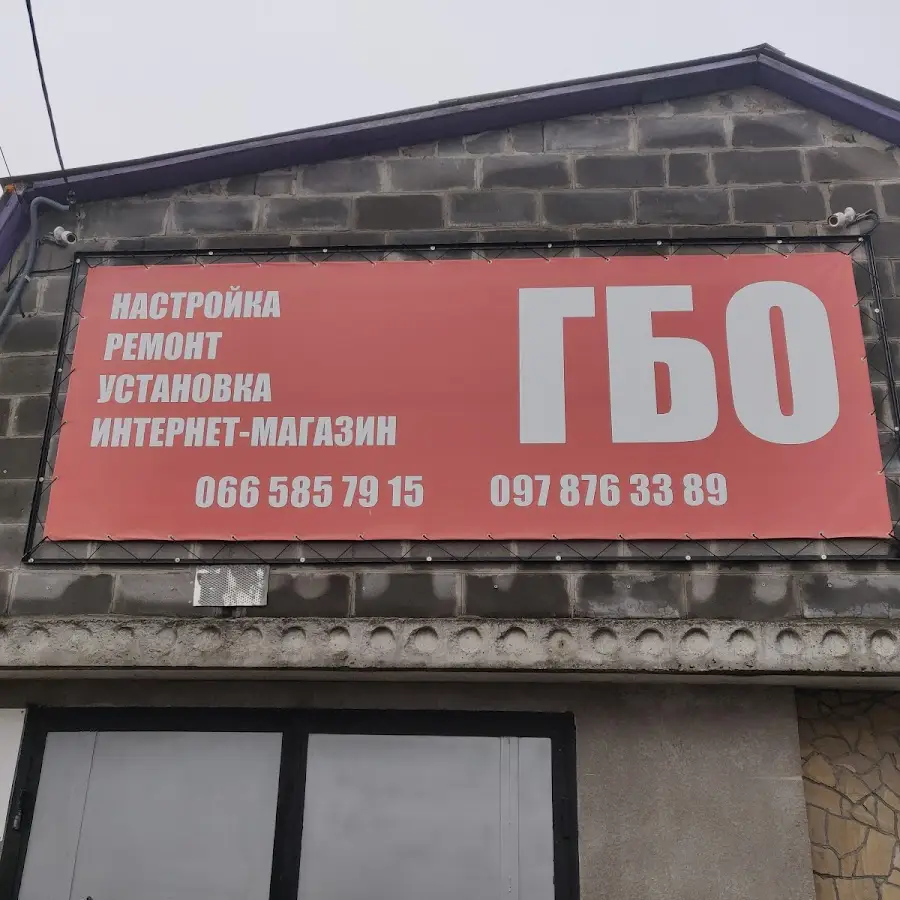 НАСТРОЙКА
РЕМОНТ
УСТАНОВКА
ИНТЕРНЕТ-МАГАЗИН
ГБО
066 585 79 15 097 876 33 89